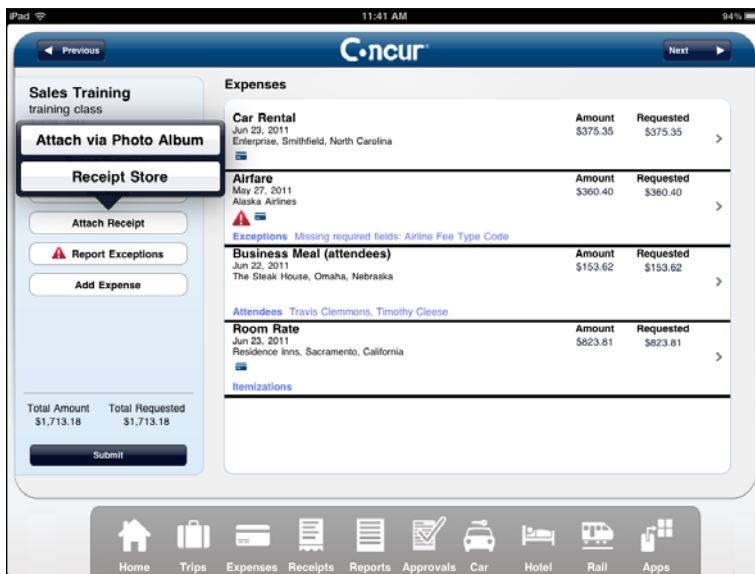 iPad 11:41 AM 94%
Previous
C•ncur
Next
Sales Training
training class
Attach via Photo Album
Receipt Store
Attach Receipt
Report Exceptions
Add Expense
Total Amount Total Requested
$1,713.18 $1,713.18
Submit
Expenses
Car Rental Amount Requested
Jun 23, 2011 $375.35 $375.35
Enterprise, Smithfield, North Carolina
Airfare Amount Requested
May 27, 2011 $360.40 $360.40
Alaska Airlines
Exceptions Missing required fields: Airline Fee Type Code
Business Meal (attendees) Amount Requested
Jun 22, 2011 $153.62 $153.62
The Steak House, Omaha, Nebraska
Attendees Travis Clemmons, Timothy Cleese
Room Rate Amount Requested
Jun 23, 2011 $823.81 $823.81
Residence Inns, Sacramento, California
Itemizations
Home Trips Expenses Receipts Reports Approvals Car Hotel Rail Apps